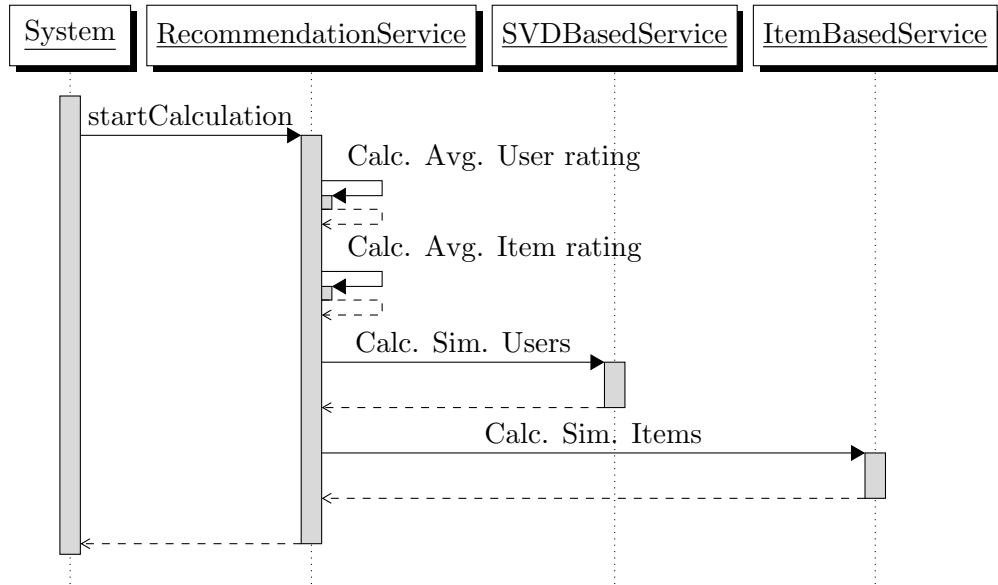 System
RecommendationService
SVDBasedService
ItemBasedService
startCalculation
Calc. Avg. User rating
Calc. Avg. Item rating
Calc. Sim. Users
Calc. Sim. Items